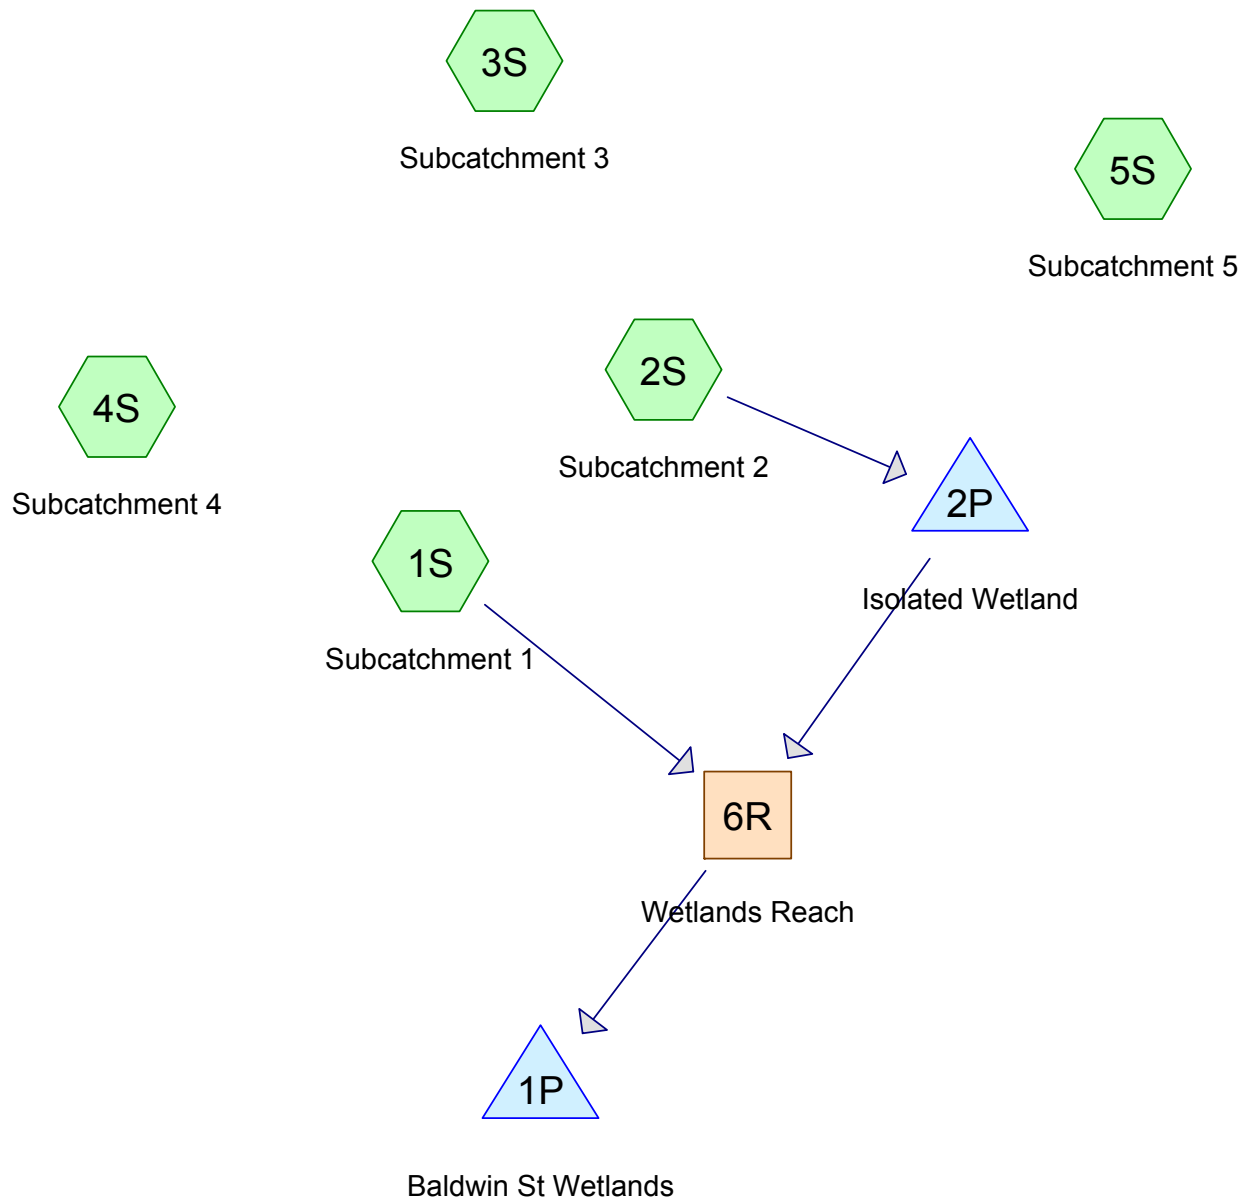 3S
Subcatchment 3
5S
Subcatchment 5
2S
Subcatchment 2
4S
Subcatchment 4
2P
Isolated Wetland
1S
Subcatchment 1
6R
Wetlands Reach
1P
Baldwin St Wetlands